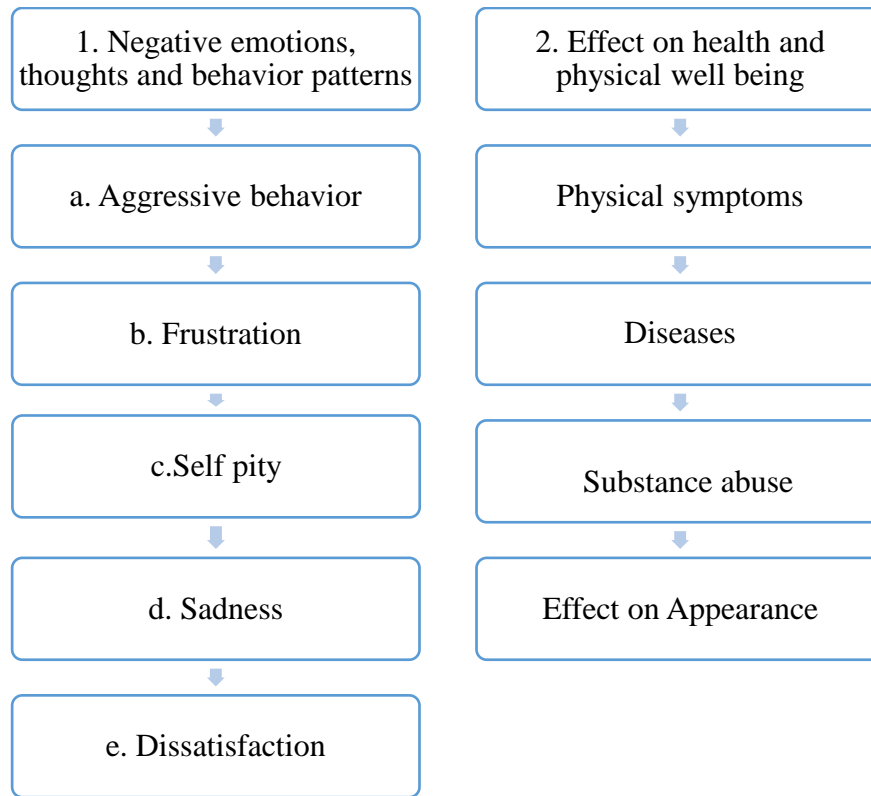 1. Negative emotions,
thoughts and behavior patterns
a. Aggressive behavior
b. Frustration
c.Self pity
d. Sadness
e. Dissatisfaction
2. Effect on health and
physical well being
Physical symptoms
Diseases
Substance abuse
Effect on Appearance